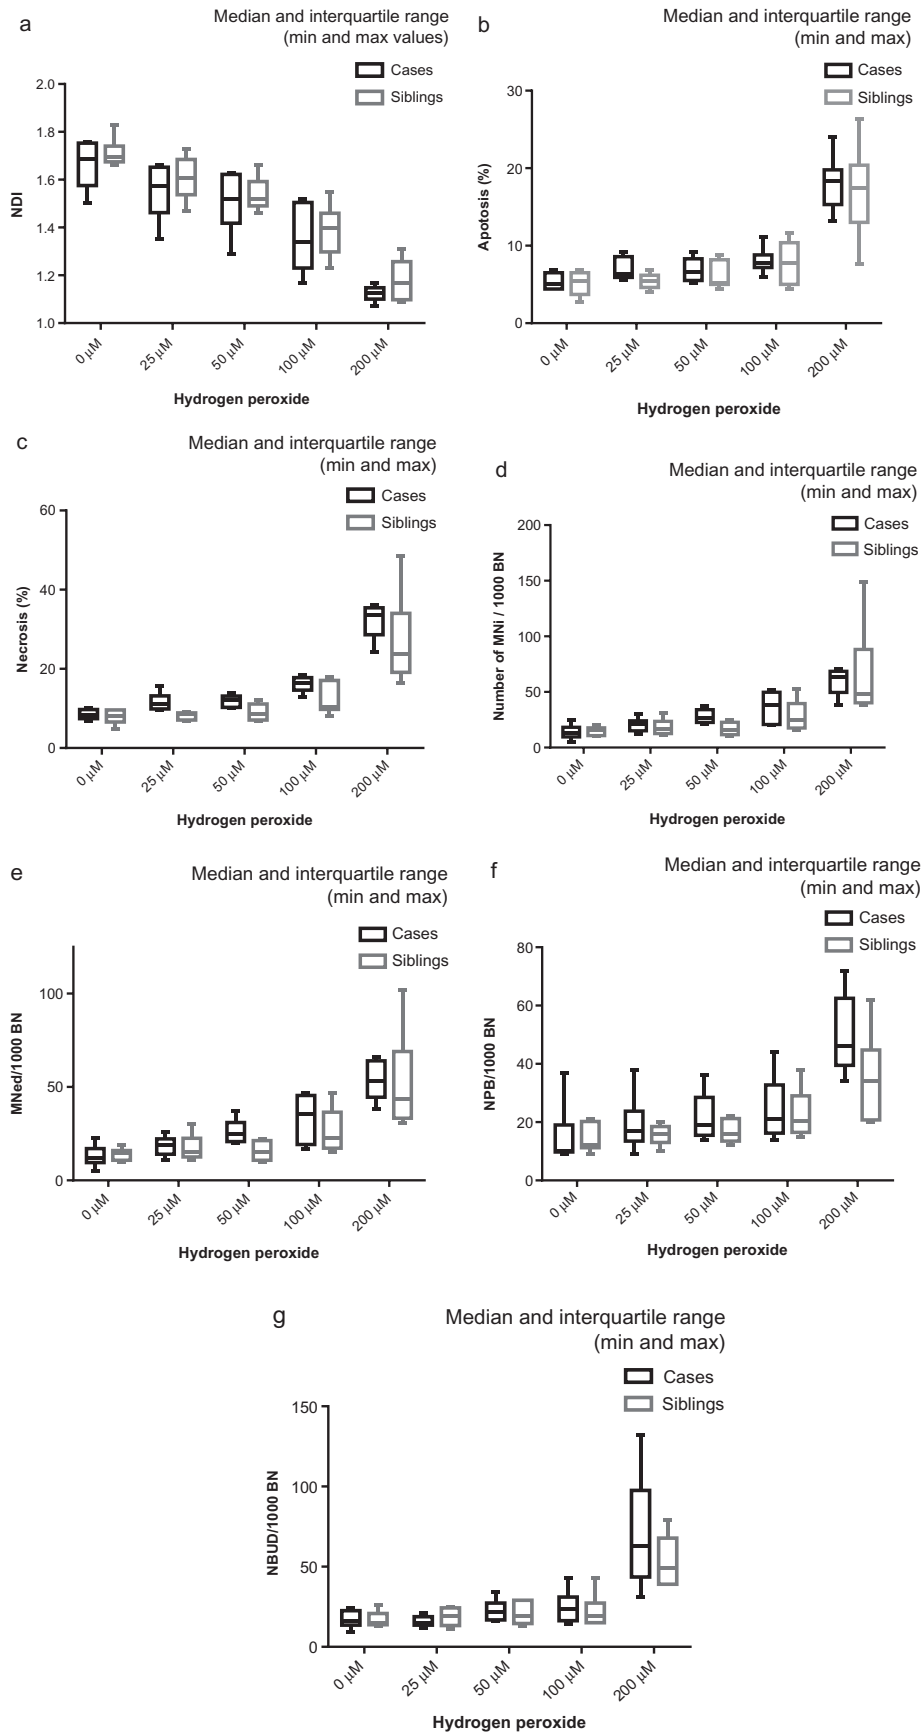 a
Median and interquartile range
(min and max values)
Cases
Siblings
2.0
1.8
1.6
1.4
1.2
1.0
NDI
0 µM
25 µM
50 µM
100 µM
200 µM
Hydrogen peroxide
b
Median and interquartile range
(min and max)
Cases
Siblings
30
20
10
0
Apotosis (%)
0 µM
25 µM
50 µM
100 µM
200 µM
Hydrogen peroxide
c
Median and interquartile range
(min and max)
Cases
Siblings
60
40
20
0
Necrosis (%)
0 µM
25 µM
50 µM
100 µM
200 µM
Hydrogen peroxide
d
Median and interquartile range
(min and max)
Cases
Siblings
200
150
100
50
0
Number of MNi / 1000 BN
0 µM
25 µM
50 µM
100 µM
200 µM
Hydrogen peroxide
e
Median and interquartile range
(min and max)
Cases
Siblings
100
50
0
MNed/1000 BN
0 µM
25 µM
50 µM
100 µM
200 µM
Hydrogen peroxide
f
Median and interquartile range
(min and max)
Cases
Siblings
80
60
40
20
0
NPB/1000 BN
0 µM
25 µM
50 µM
100 µM
200 µM
Hydrogen peroxide
g
Median and interquartile range
(min and max)
Cases
Siblings
150
100
50
0
NBUD/1000 BN
0 µM
25 µM
50 µM
100 µM
200 µM
Hydrogen peroxide